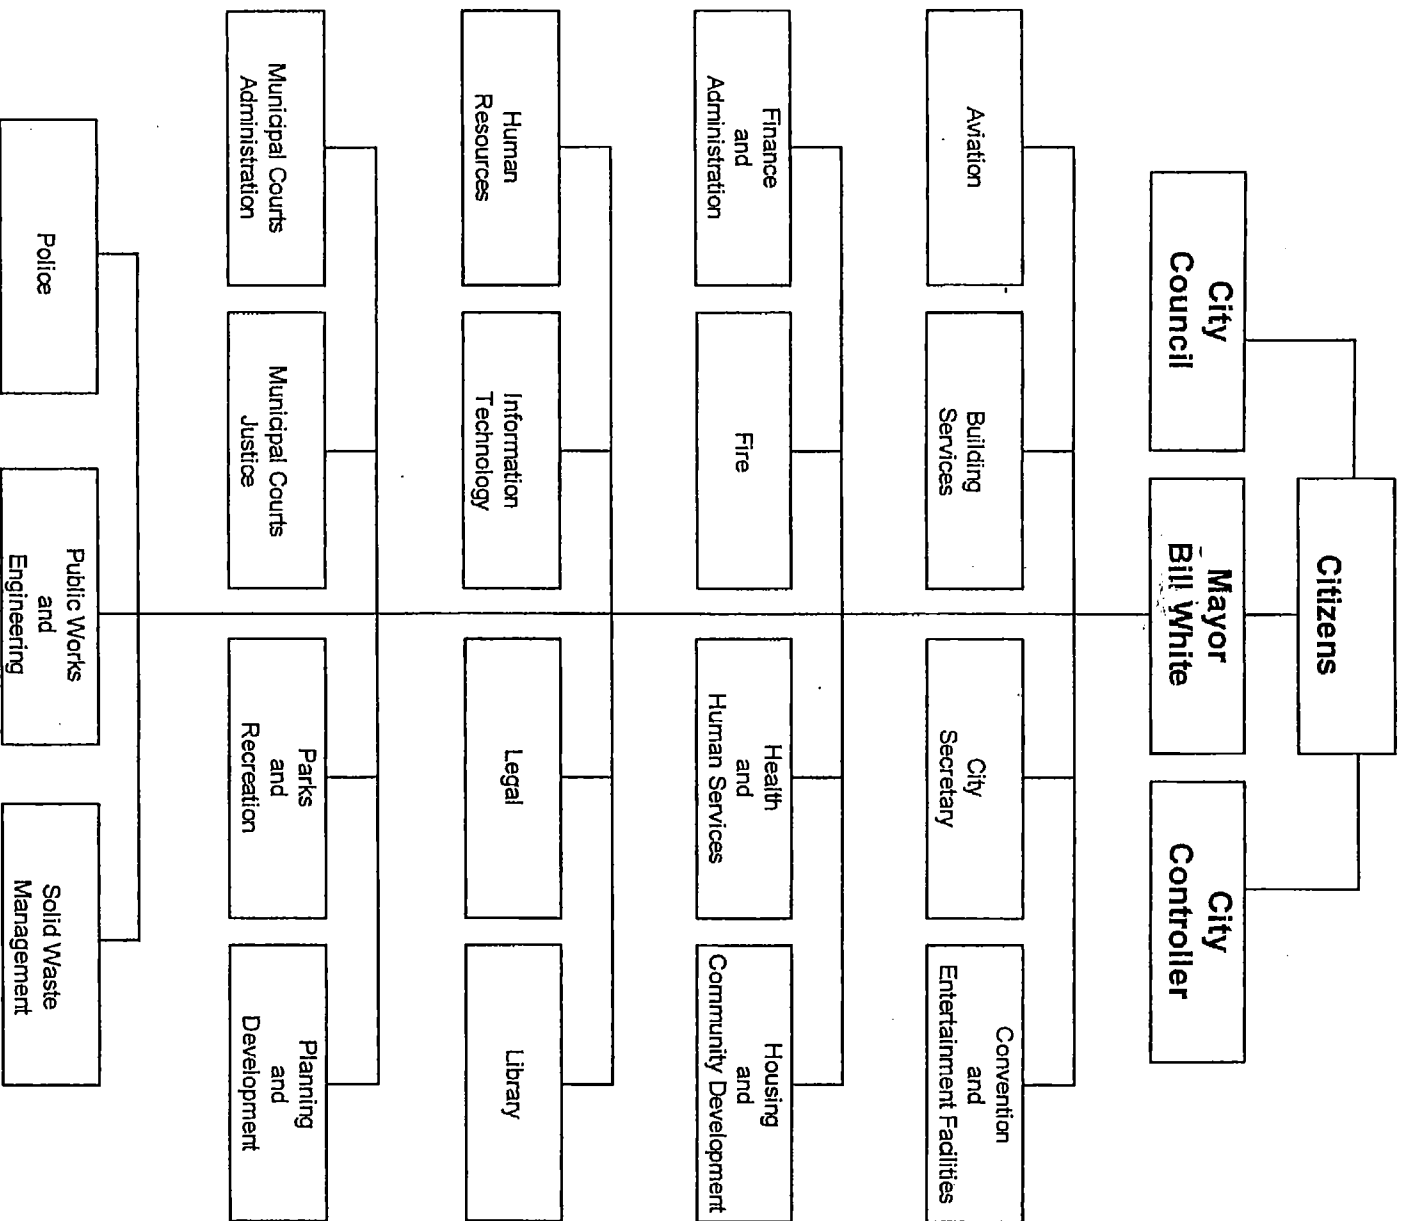 Citizens
City
Council
Mayor
Bill White
City
Controller
Aviation
Building
Services
City
Secretary
Convention
and
Entertainment Facilities
Finance
and
Administration
Fire
Health
and
Human Services
Housing
and
Community Development
Human
Resources
Information
Technology
Legal
Library
Municipal Courts
Administration
Municipal Courts
Justice
Parks
and
Recreation
Planning
and
Development
Police
Public Works
and
Engineering
Solid Waste
Management